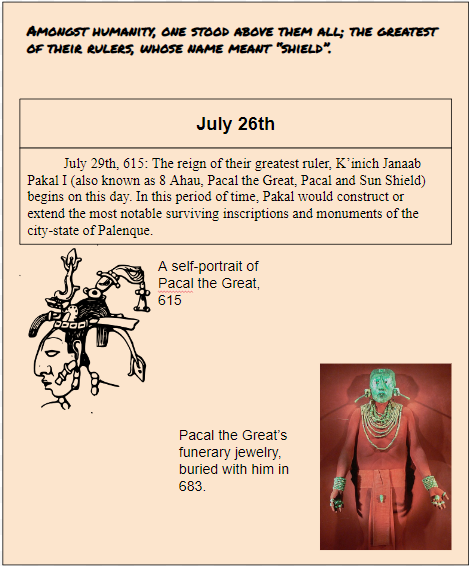 Amongst humanity, one stood above them all; the greatest
of their rulers, whose name meant "shield".
July 26th
July 29th, 615: The reign of their greatest ruler, K'inich Janaab
Pakal I (also known as 8 Ahau, Pacal the Great, Pacal and Sun Shield)
begins on this day. In this period of time, Pakal would construct or
extend the most notable surviving inscriptions and monuments of the
city-state of Palenque.
A self-portrait of
Pacal the Great,
615
Pacal the Great's
funerary jewelry,
buried with him in
683.